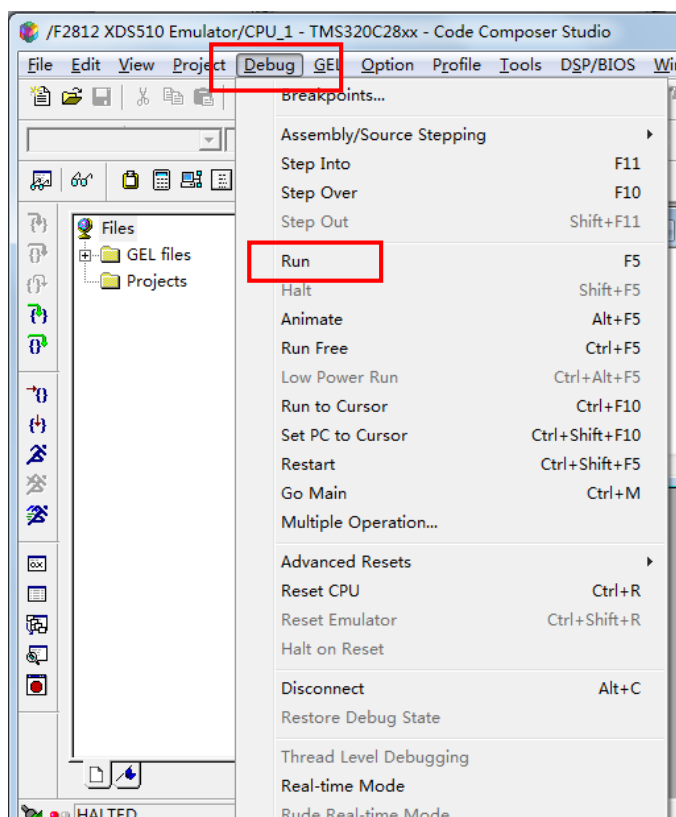 /F2812 XDS510 Emulator/CPU_1 - TMS320C28xx - Code Composer Studio
File Edit View Project Debug GEL Option Profile Tools DSP/BIOS
Breakpoints...
Assembly/Source Stepping
Step Into F11
Step Over F10
Step Out Shift+F11
Files
GEL files
Projects
Run F5
Halt Shift+F5
Animate Alt+F5
Run Free Ctrl+F5
Low Power Run Ctrl+Alt+F5
Run to Cursor Ctrl+F10
Set PC to Cursor Ctrl+Shift+F10
Restart Ctrl+Shift+F5
Go Main Ctrl+M
Multiple Operation...
Advanced Resets
Reset CPU Ctrl+R
Reset Emulator Ctrl+Shift+R
Halt on Reset
Disconnect Alt+C
Restore Debug State
Thread Level Debugging
Real-time Mode
Rude Real-time Mode
HALTED